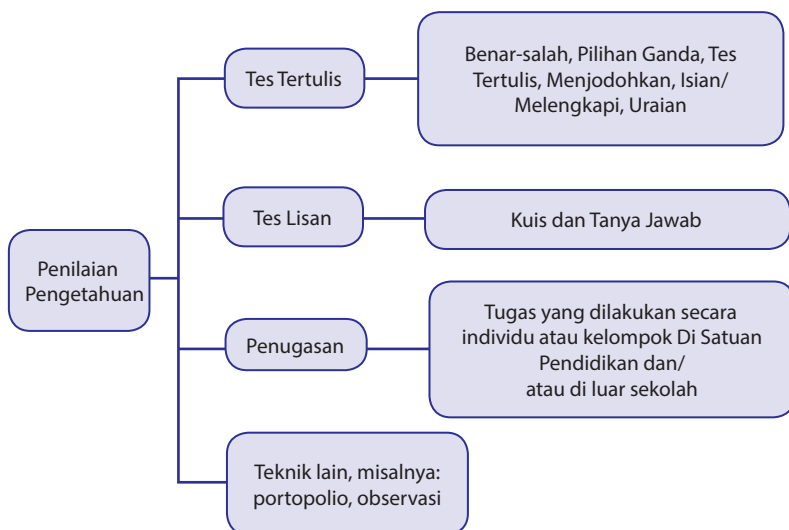 Penilaian
Pengetahuan
Tes Tertulis
Benar-salah, Pilihan Ganda, Tes
Tertulis, Menjodohkan, Isian/
Melengkapi, Uraian
Tes Lisan
Kuis dan Tanya Jawab
Penugasan
Tugas yang dilakukan secara
individu atau kelompok Di Satuan
Pendidikan dan/
atau di luar sekolah
Teknik lain, misalnya:
portopolio, observasi